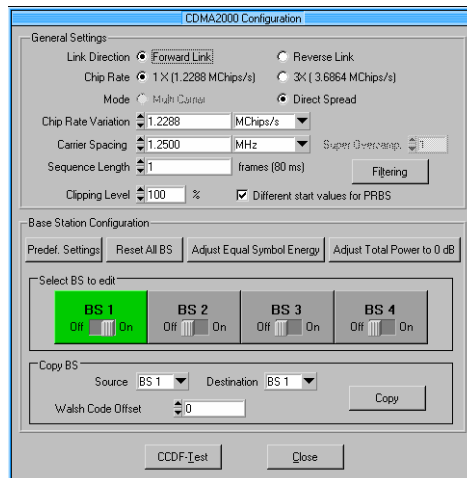 CDMA2000 Configuration
General Settings
Link Direction Forward Link Reverse Link
Chip Rate 1 X (1.2288 MChips/s) 3X ( 3.6864 MChips/s)
Mode Multi Carrier Direct Spread
Chip Rate Variation 1.2288 MChips/s
Carrier Spacing 1.2500 MHz Super Oversamp. 1
Sequence Length 1 frames (80 ms) Filtering
Clipping Level 100 % Different start values for PRBS
Base Station Configuration
Predef. Settings Reset All BS Adjust Equal Symbol Energy Adjust Total Power to 0 dB
Select BS to edit
BS 1 BS 2 BS 3 BS 4
Off On Off On Off On Off On
Copy BS
Source BS 1 Destination BS 1
Copy
Walsh Code Offset 0
CCDF-Test Close